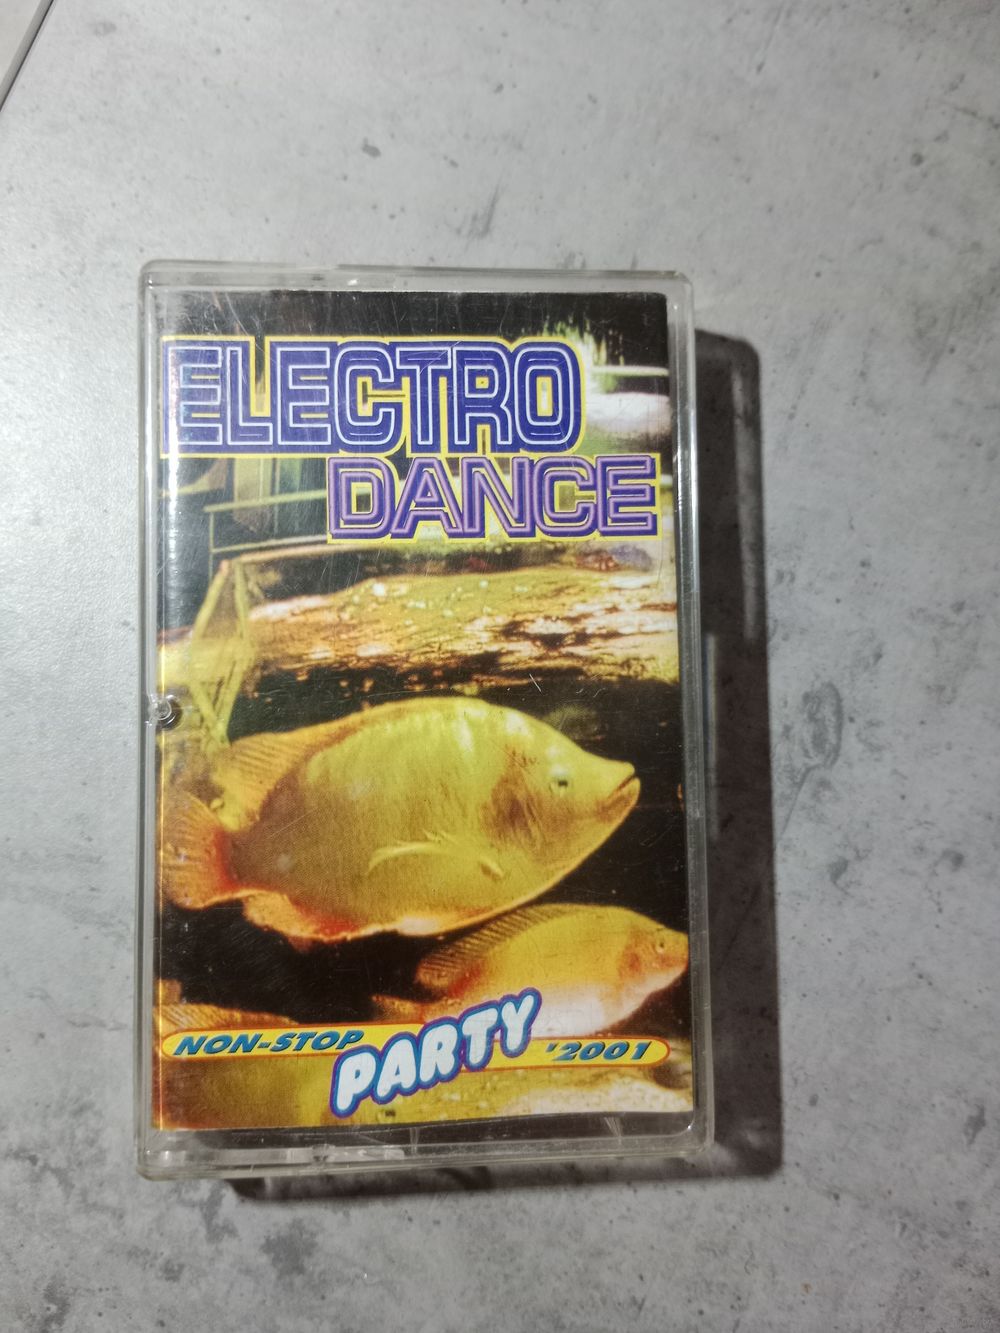 ELECTRO
DANCE
NON-STOP PARTY '2001